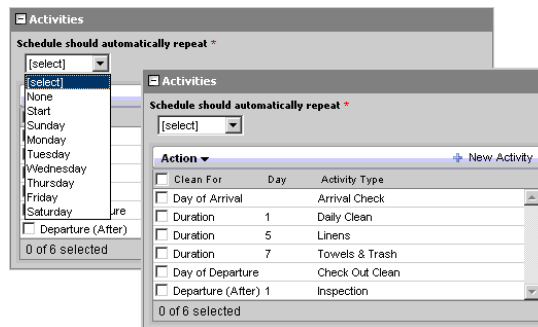 Activities
Schedule should automatically repeat *
[select]
[select]
None
Start
Sunday
Monday
Tuesday
Wednesday
Thursday
Friday
Saturday
ure
Departure (After)
0 of 6 selected
Activities
Schedule should automatically repeat *
[select]
Action New Activity
Clean For Day Activity Type
Day of Arrival Arrival Check
Duration 1 Daily Clean
Duration 5 Linens
Duration 7 Towels & Trash
Day of Departure Check Out Clean
Departure (After) 1 Inspection
0 of 6 selected